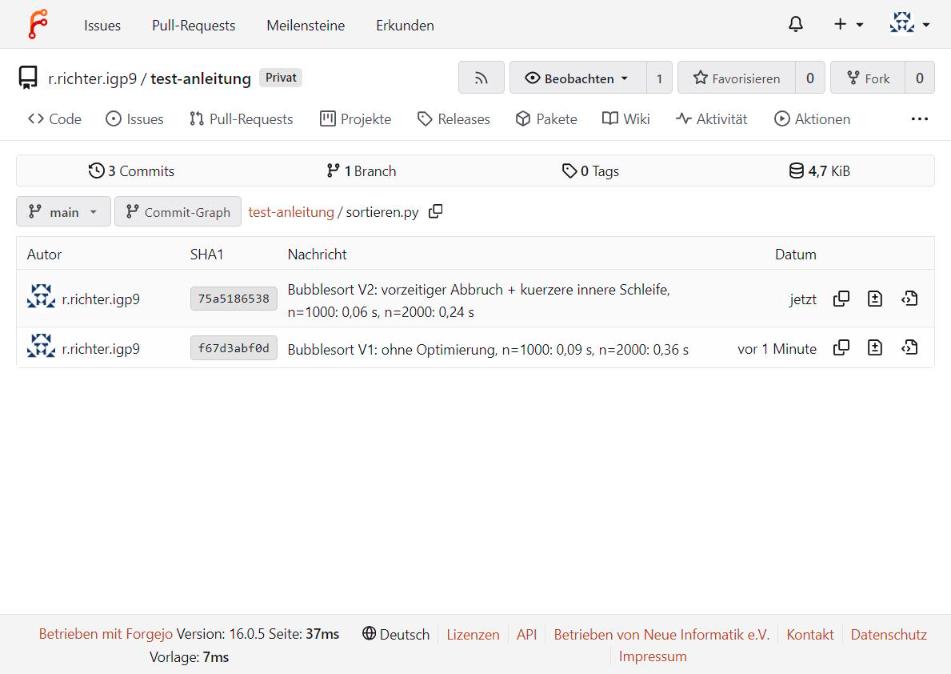 Issues Pull-Requests Meilensteine Erkunden
r.richter.igp9 / test-anleitung Privat Beobachten 1 Favorisieren 0 Fork 0
Code Issues Pull-Requests Projekte Releases Pakete Wiki Aktivität Aktionen
3 Commits 1 Branch 0 Tags 4,7 KiB
main Commit-Graph test-anleitung / sortieren.py
Autor SHA1 Nachricht Datum
r.richter.igp9 75a5186538 Bubblesort V2: vorzeitiger Abbruch + kuerzere innere Schleife, jetzt
n=1000: 0,06 s, n=2000: 0,24 s
r.richter.igp9 f67d3abf0d Bubblesort V1: ohne Optimierung, n=1000: 0,09 s, n=2000: 0,36 s vor 1 Minute
Betrieben mit Forgejo Version: 16.0.5 Seite: 37ms Deutsch Lizenzen API Betrieben von Neue Informatik e.V. Kontakt Datenschutz
Vorlage: 7ms Impressum